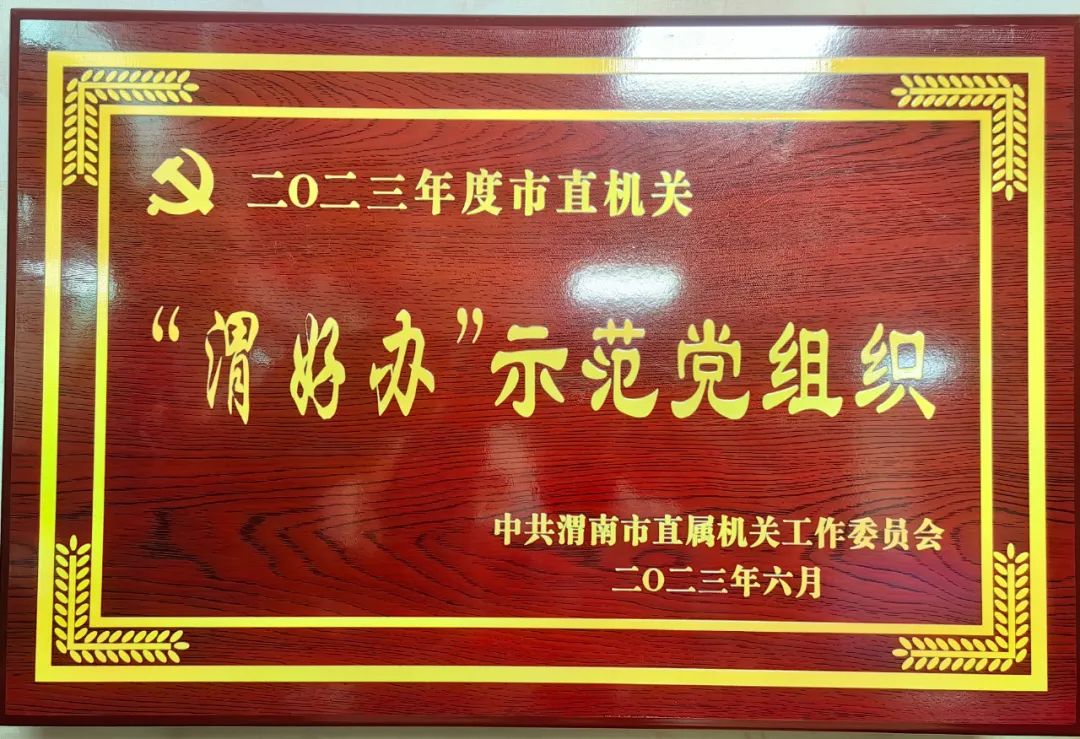 二〇二三年度市直机关
“渭好办”示范党组织
中共渭南市直属机关工作委员会
二〇二三年六月